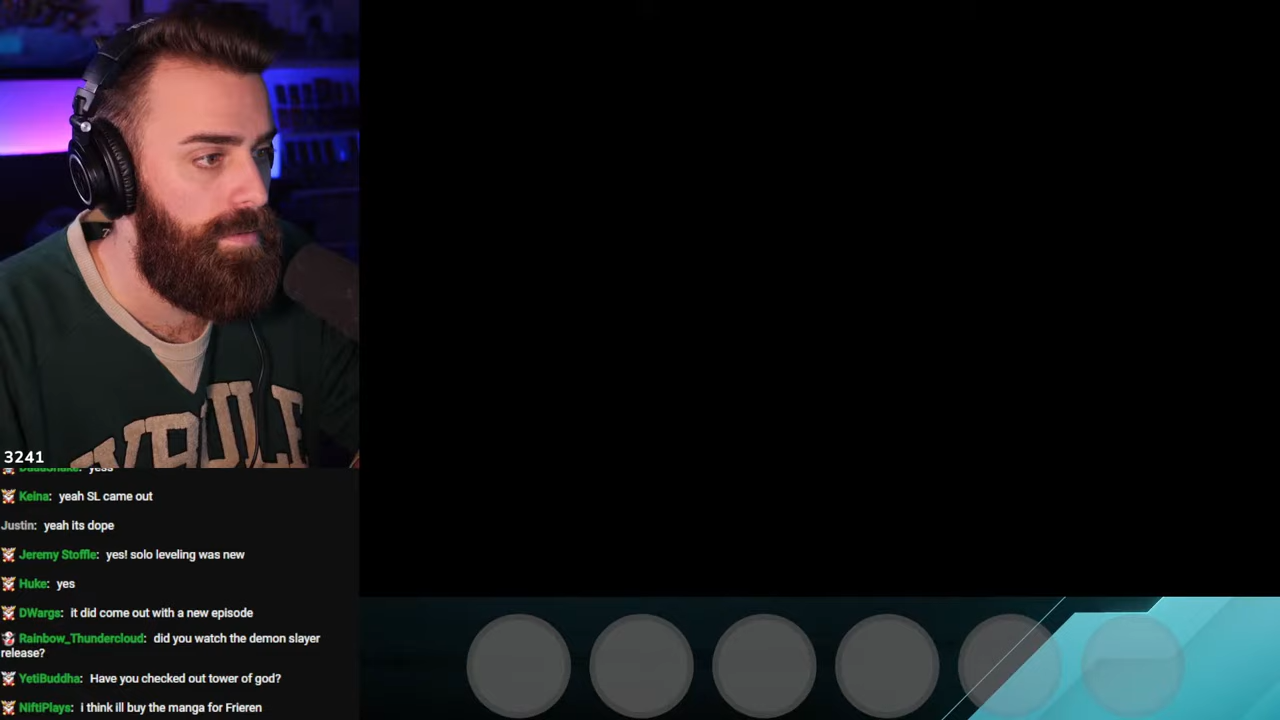 YRULE
3241
yess
Keina: yeah SL came out
Justin: yeah its dope
Jeremy Stoffle: yes! solo leveling was new
Huke: yes
DWargs: it did come out with a new episode
Rainbow_Thundercloud: did you watch the demon slayer
release?
YetiBuddha: Have you checked out tower of god?
NiftiPlays: i think ill buy the manga for Frieren